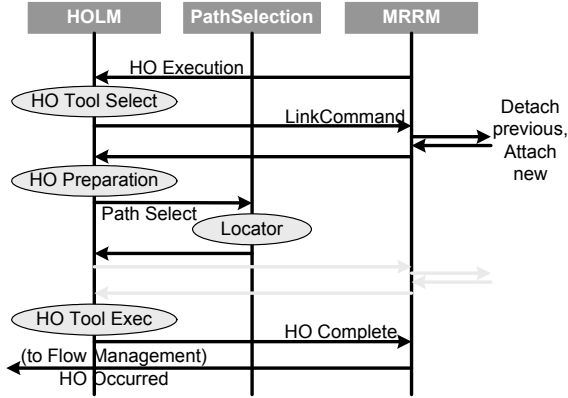 HOLM PathSelection MRRM
HO Execution
HO Tool Select
LinkCommand
Detach
previous,
Attach
new
HO Preparation
Path Select
Locator
HO Tool Exec
HO Complete
(to Flow Management)
HO Occurred